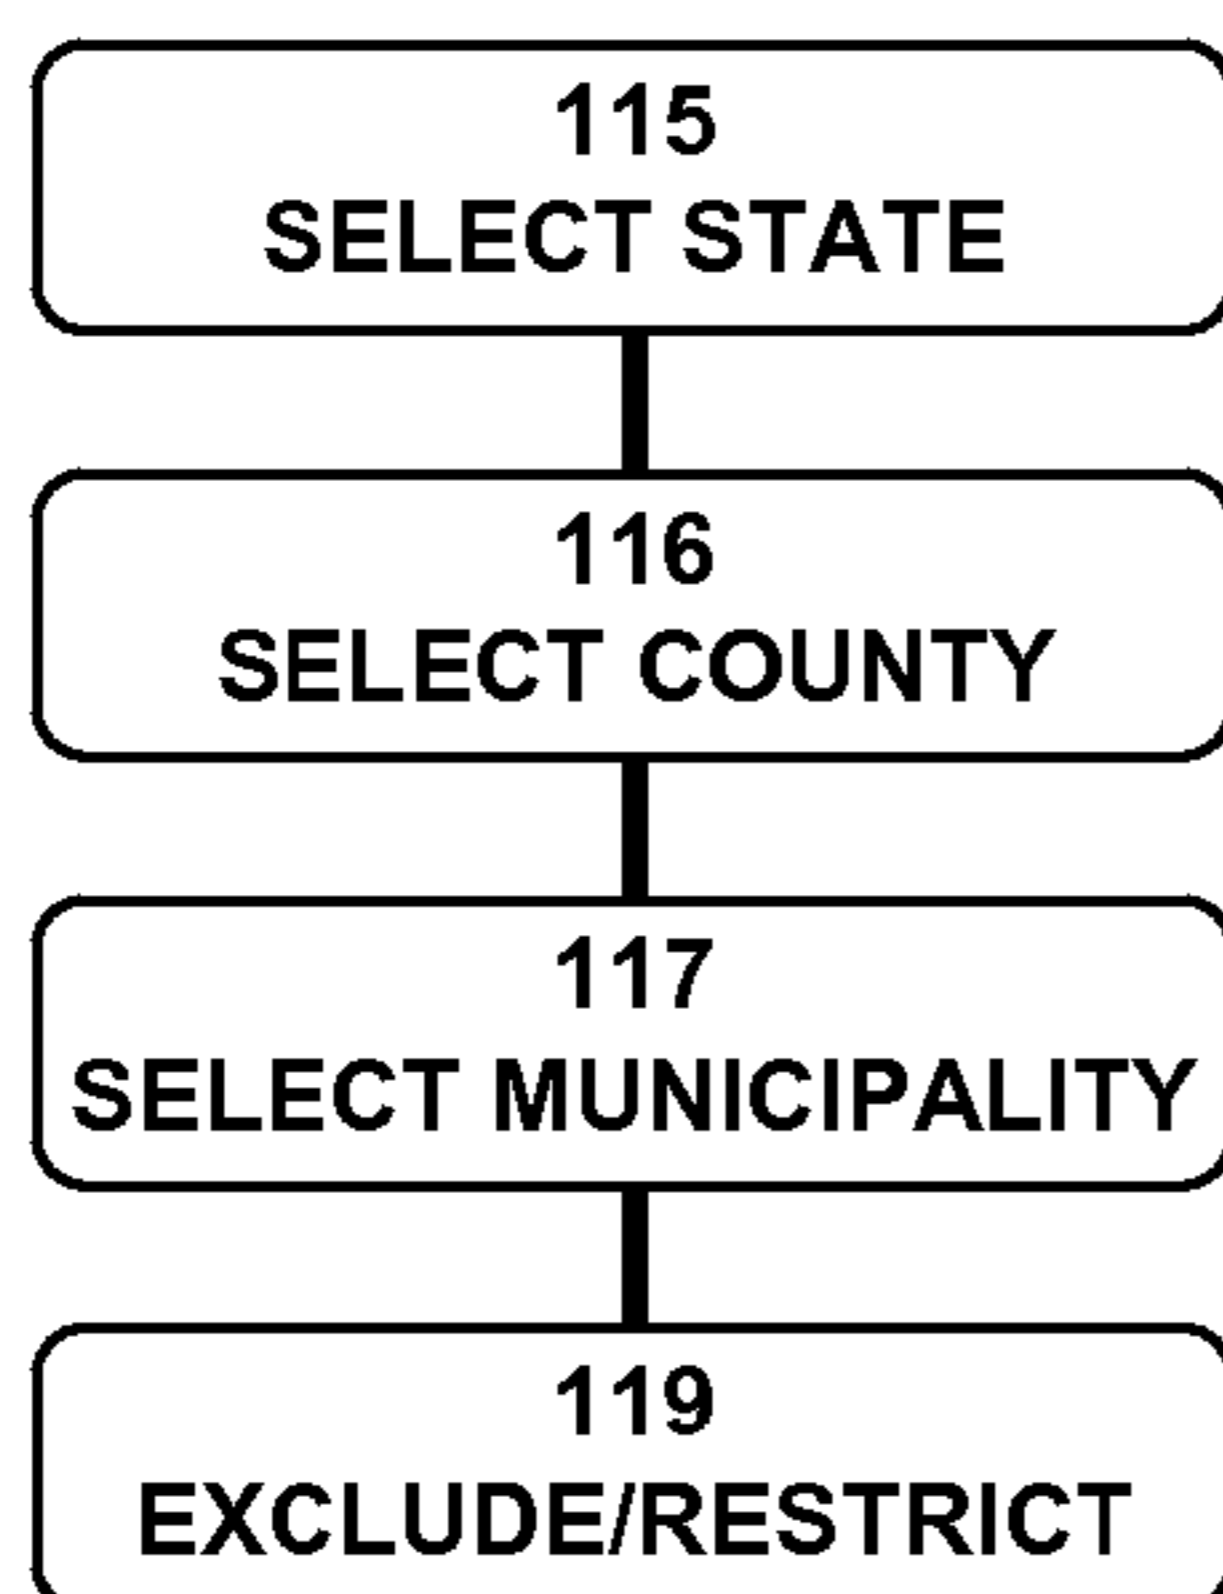 115
SELECT STATE
116
SELECT COUNTY
117
SELECT MUNICIPALITY
119
EXCLUDE/RESTRICT